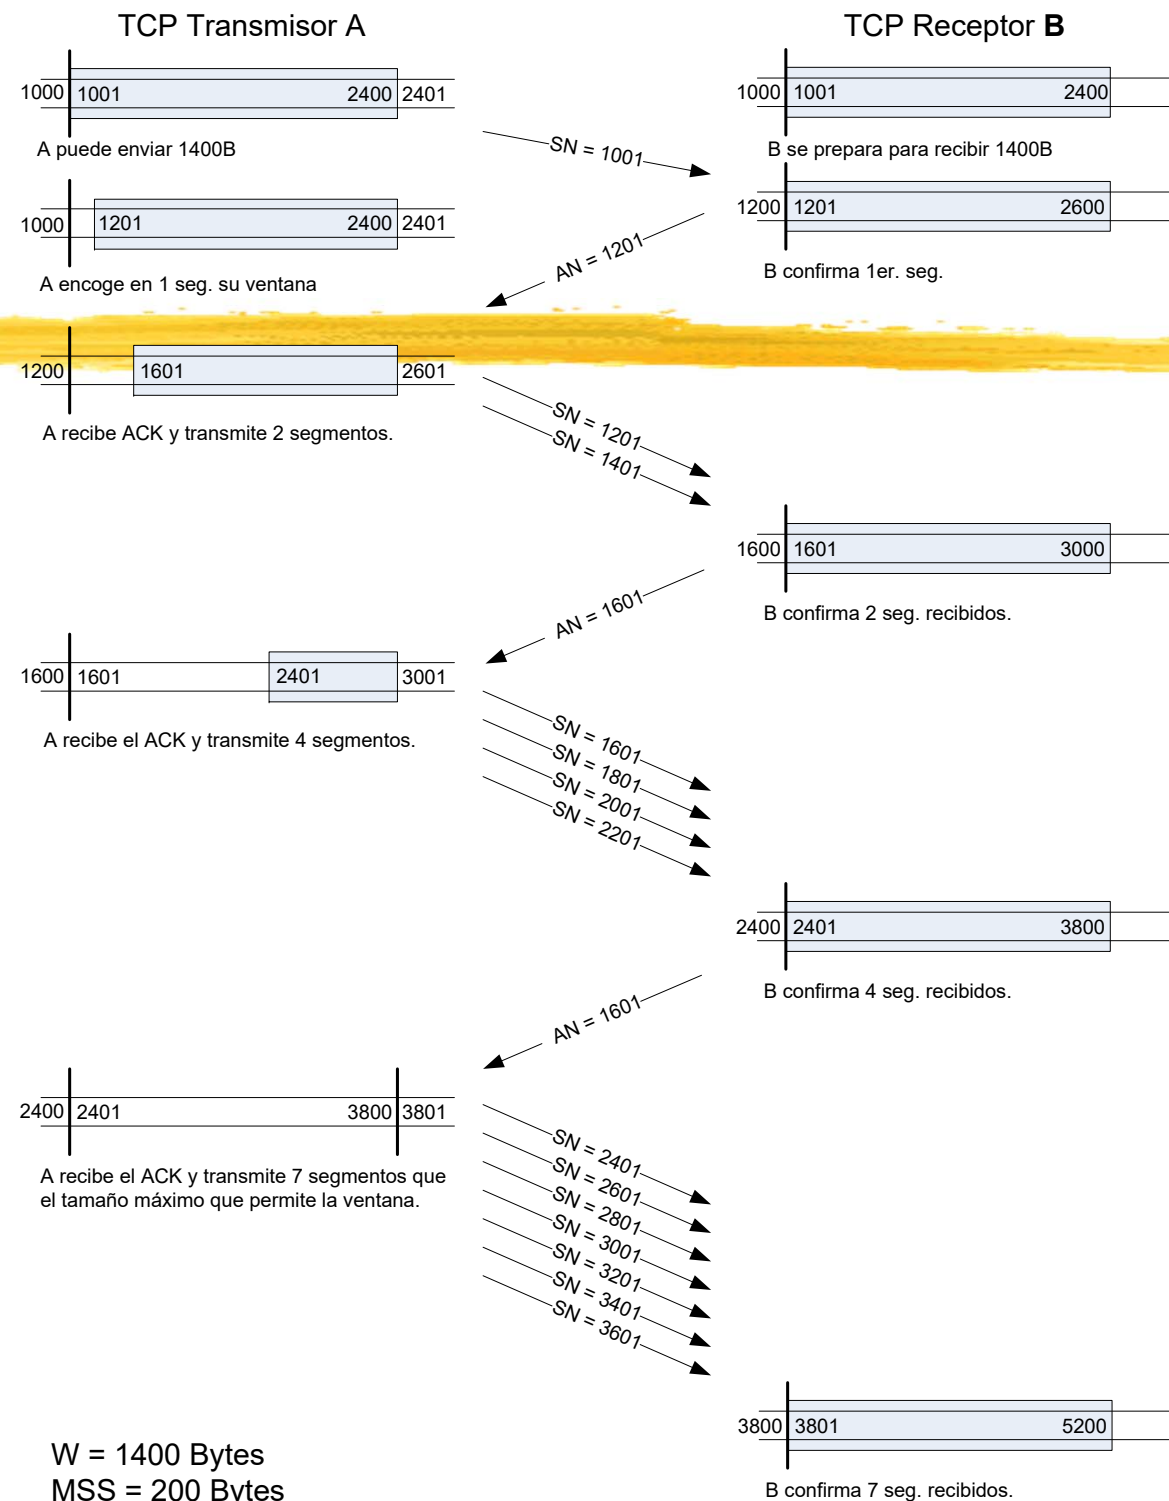 TCP Transmisor A
TCP Receptor B
1000 1001 2400 2401
1000 1001 2400
A puede enviar 1400B
SN = 1001
B se prepara para recibir 1400B
1000 1201 2400 2401
1200 1201 2600
A encoge en 1 seg. su ventana
AN = 1201
B confirma 1er. seg.
1200 1601 2601
A recibe ACK y transmite 2 segmentos.
SN = 1201
SN = 1401
1600 1601 3000
AN = 1601
B confirma 2 seg. recibidos.
1600 1601 2401 3001
A recibe el ACK y transmite 4 segmentos.
SN = 1601
SN = 1801
SN = 2001
SN = 2201
2400 2401 3800
B confirma 4 seg. recibidos.
AN = 1601
2400 2401 3800 3801
A recibe el ACK y transmite 7 segmentos que
el tamaño máximo que permite la ventana.
SN = 2401
SN = 2601
SN = 2801
SN = 3001
SN = 3201
SN = 3401
SN = 3601
3800 3801 5200
B confirma 7 seg. recibidos.
W = 1400 Bytes
MSS = 200 Bytes